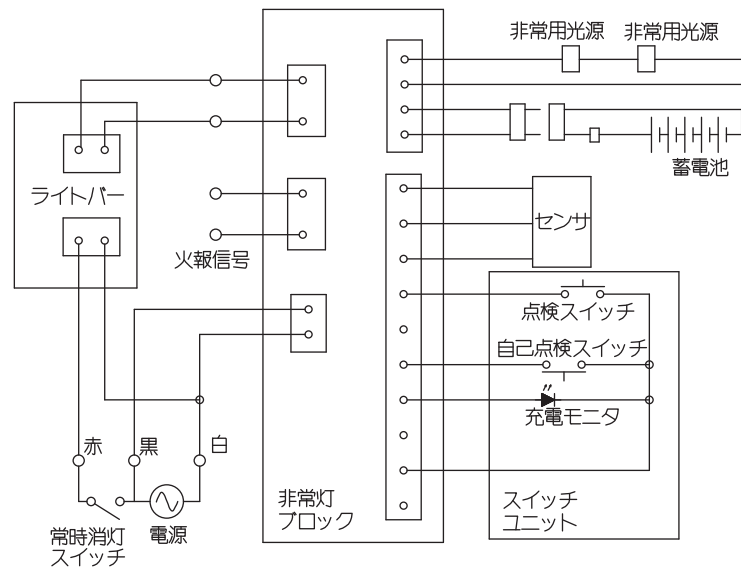 非常用光源
非常用光源
蓄電池
ライトバー
センサ
火報信号
点検スイッチ
自己点検スイッチ
充電モニタ
赤
黒
白
非常灯
ブロック
スイッチ
ユニット
常時消灯
スイッチ
電源